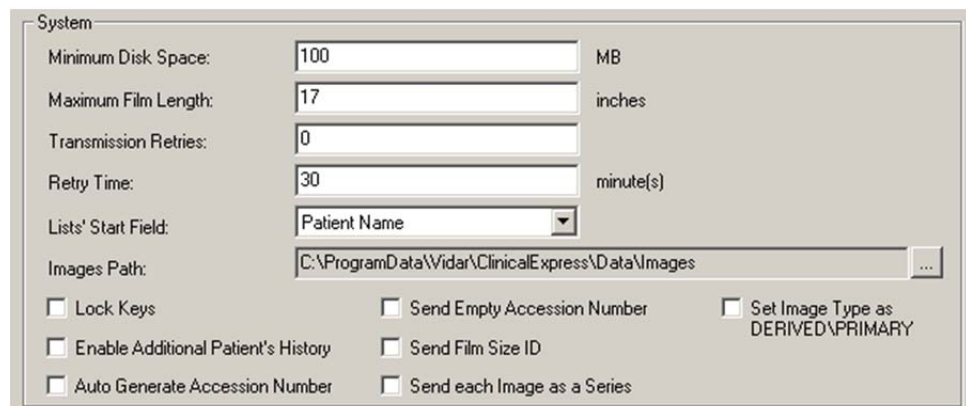 System
Minimum Disk Space: 100 MB
Maximum Film Length: 17 inches
Transmission Retries: 0
Retry Time: 30 minute(s)
Lists' Start Field: Patient Name
Images Path: C:\ProgramData\Vidar\ClinicalExpress\Data\Images ...
Lock Keys
Send Empty Accession Number
Set Image Type as
DERIVED\PRIMARY
Enable Additional Patient's History
Send Film Size ID
Auto Generate Accession Number
Send each Image as a Series